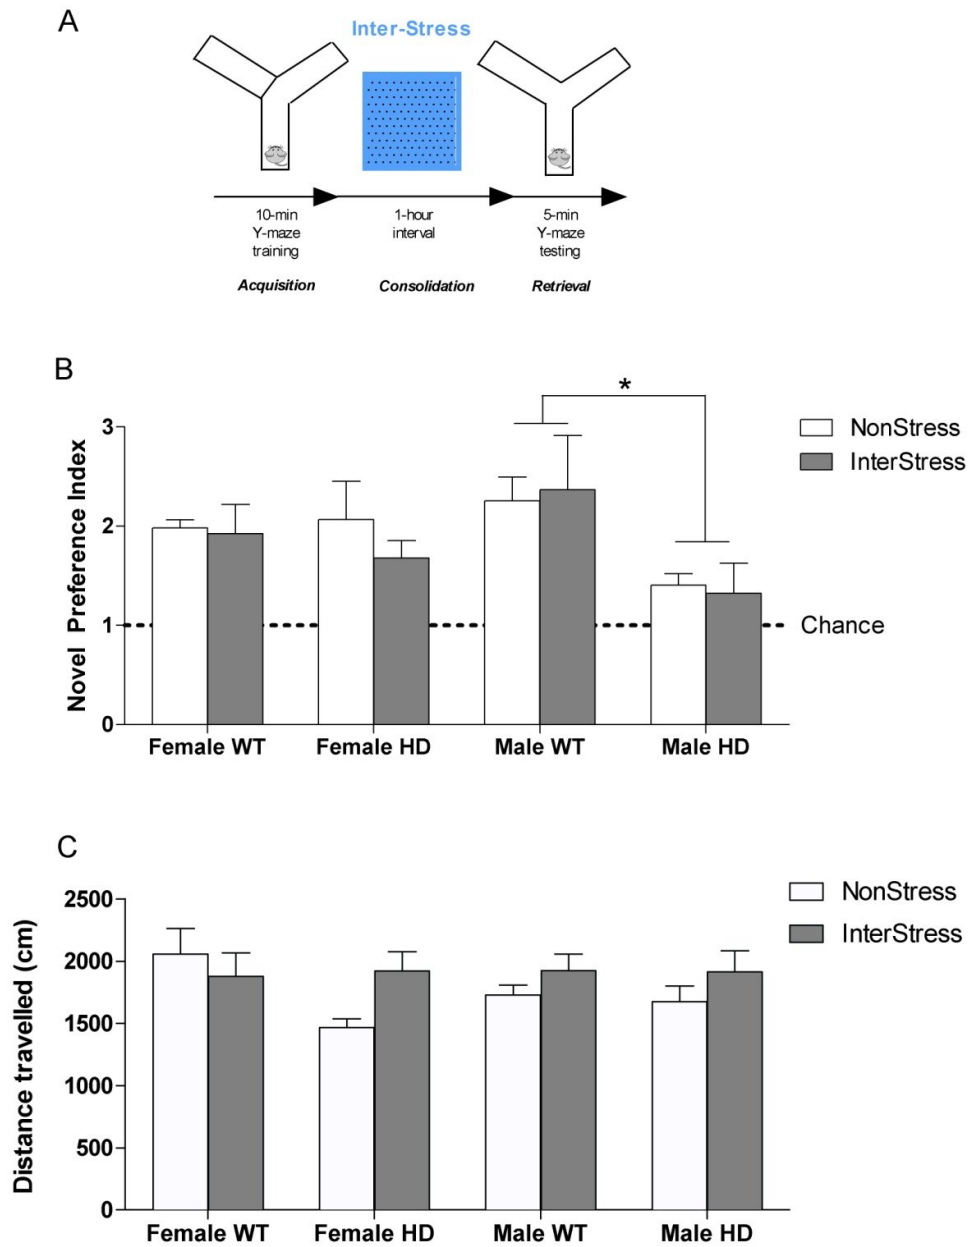 A
Inter-Stress
10-min
Y-maze
training
1-hour
interval
5-min
Y-maze
testing
Acquisition
Consolidation
Retrieval
B
*
Novel Preference Index
3
2
1
0
NonStress
InterStress
Chance
Female WT
Female HD
Male WT
Male HD
C
Distance travelled (cm)
2500
2000
1500
1000
500
0
NonStress
InterStress
Female WT
Female HD
Male WT
Male HD